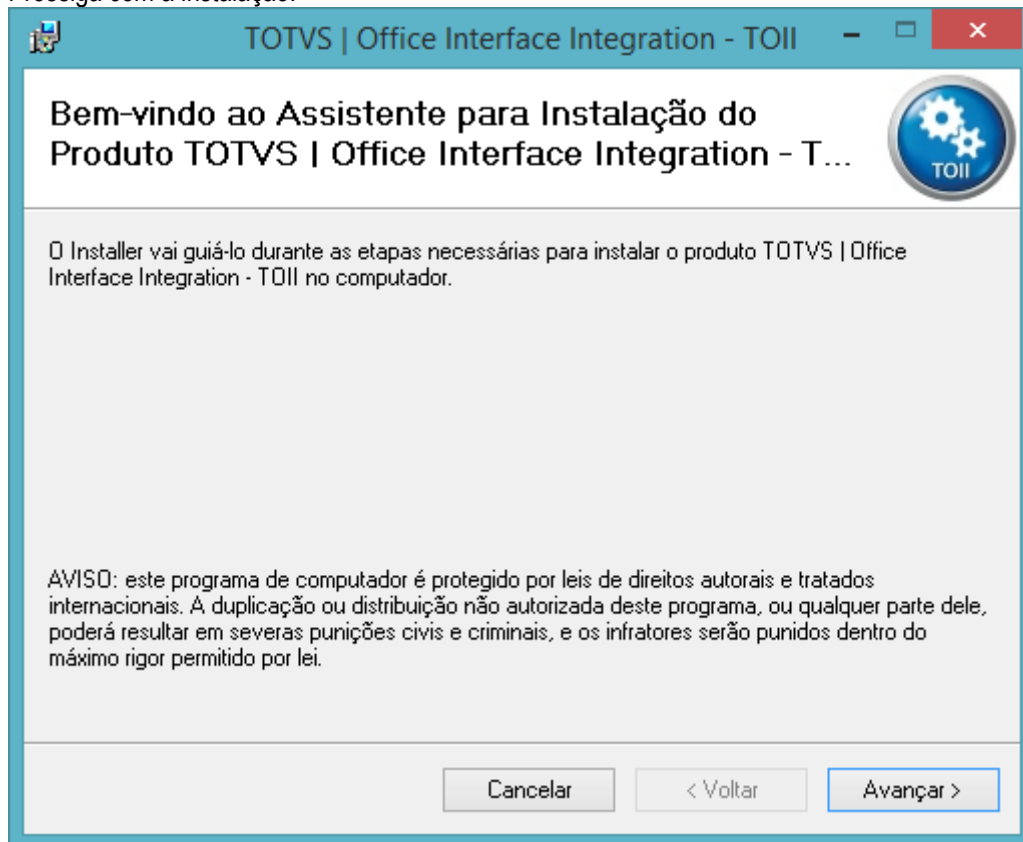 Prossiga com a instalação:
TOTVS | Office Interface Integration - TOII
Bem-vindo ao Assistente para Instalação do
Produto TOTVS | Office Interface Integration - T...
TOII
O Installer vai guiá-lo durante as etapas necessárias para instalar o produto TOTVS | Office
Interface Integration - TOII no computador.
AVISO: este programa de computador é protegido por leis de direitos autorais e tratados
internacionais. A duplicação ou distribuição não autorizada deste programa, ou qualquer parte dele,
poderá resultar em severas punições civis e criminais, e os infratores serão punidos dentro do
máximo rigor permitido por lei.
Cancelar
< Voltar
Avançar >